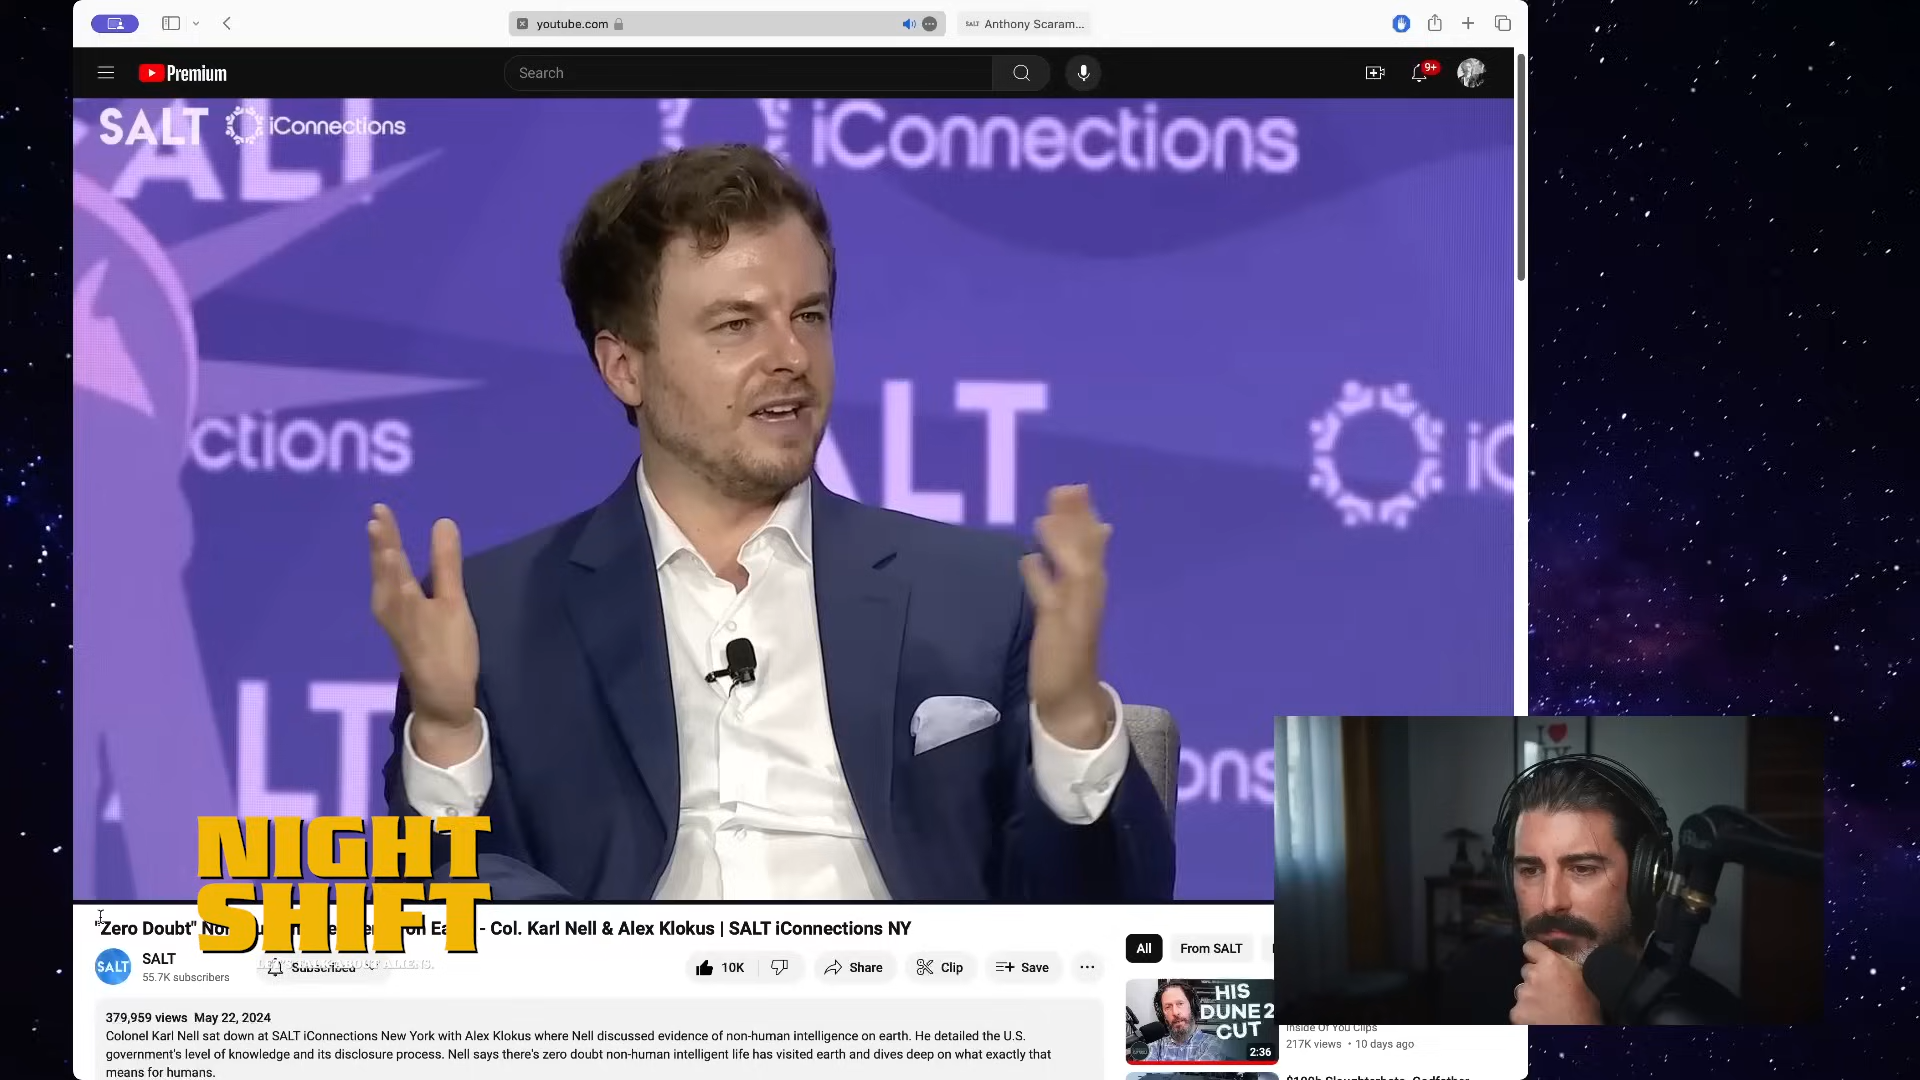 youtube.com
SALT Anthony Scaram...
Premium
Search
9+
SALT iConnections
SALT
iConnections
ctions
ALT
iC
LT
ons
NIGHT
SHIFT
"Zero Doubt" Non - Col. Karl Nell & Alex Klokus | SALT iConnections NY
SALT
SALT
55.7K subscribers
Subscribed
10K
Share
Clip
Save
All
From SALT
379,959 views May 22, 2024
Colonel Karl Nell sat down at SALT iConnections New York with Alex Klokus where Nell discussed evidence of non-human intelligence on earth. He detailed the U.S.
government's level of knowledge and its disclosure process. Nell says there's zero doubt non-human intelligent life has visited earth and dives deep on what exactly that
means for humans.
HIS
DUNE 2
CUT
2:36
Inside Of You Clips
217K views • 10 days ago
I